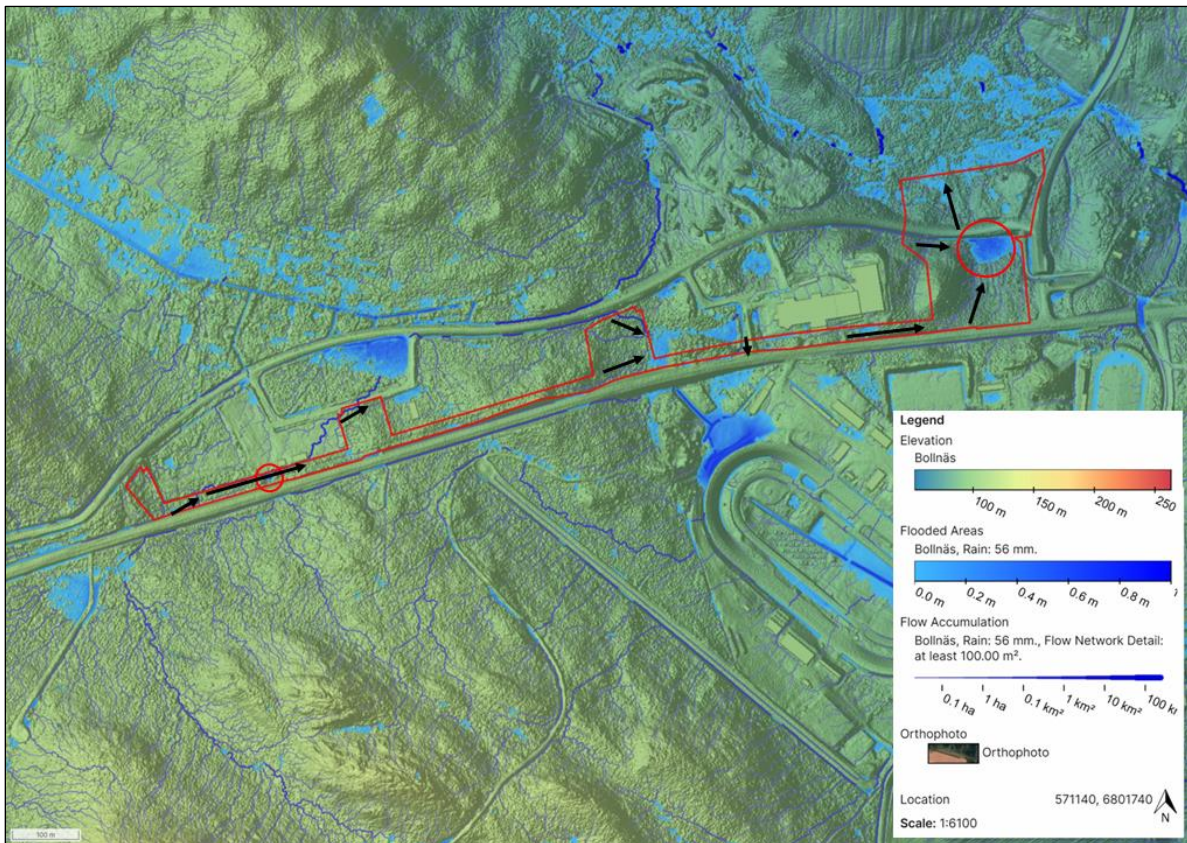 Legend
Elevation
Bollnäs
100 m 150 m 200 m 250
Flooded Areas
Bollnäs, Rain: 56 mm.
0.0 m 0.2 m 0.4 m 0.6 m 0.8 m
Flow Accumulation
Bollnäs, Rain: 56 mm., Flow Network Detail:
at least 100.00 m².
0.1 ha 1 ha 0.1 km² 1 km² 10 km² 100 k
Orthophoto
Orthophoto
Location 571140, 6801740
Scale: 1:6100
N
100 m